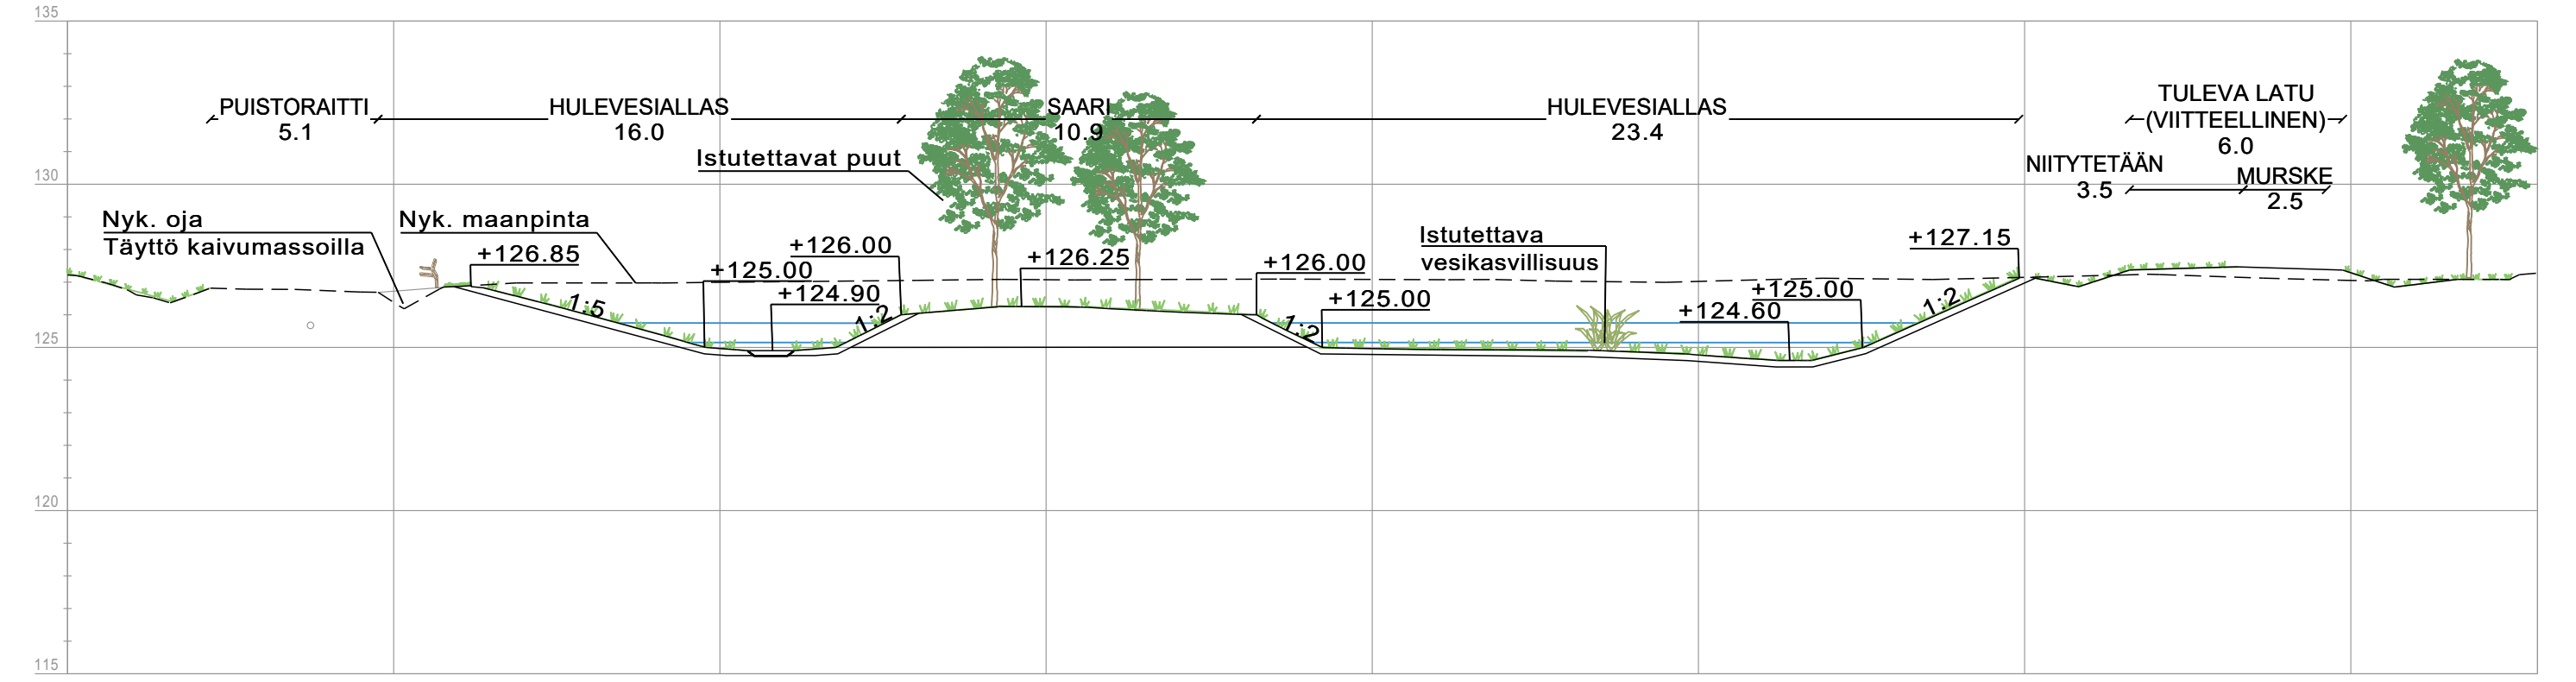 135
PUISTORAITTI
5.1
HULEVESIALLAS
16.0
SAARI
10.9
HULEVESIALLAS
23.4
TULEVA LATU
(VIITTEELLINEN)
6.0
Istutettavat puut
NIITYTETÄÄN
3.5
MURSKE
2.5
130
Nyk. oja
Täyttö kaivumassoilla
Nyk. maanpinta
+126.85
+125.00
+126.00
+124.90
+126.25
+126.00
+125.00
Istutettava
vesikasvillisuus
+125.00
+124.60
+127.15
1:5
1:2
1:2
1:2
125
120
115